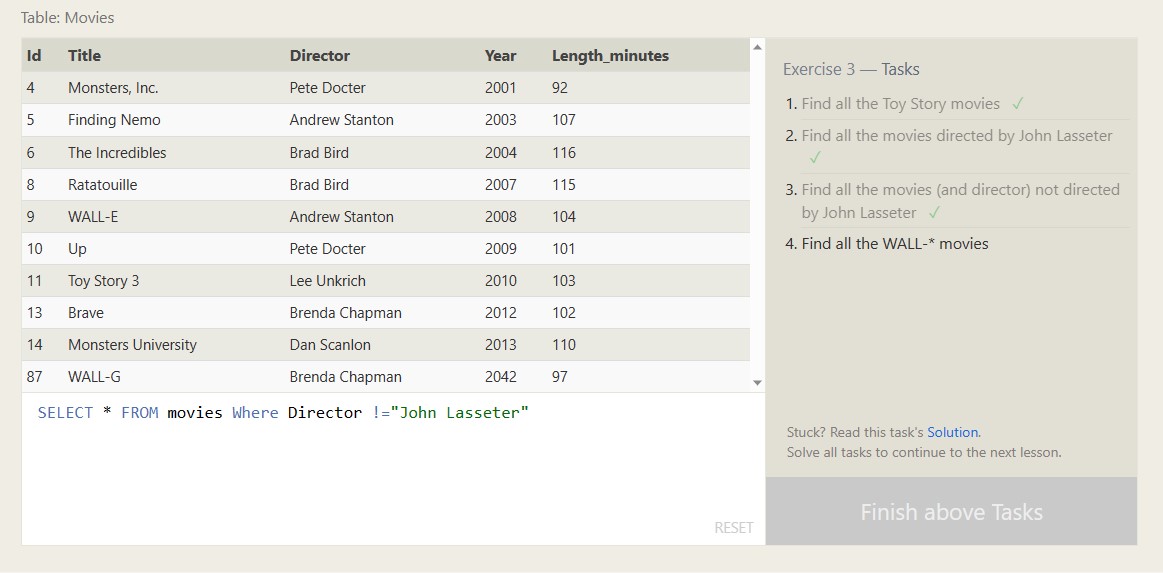 Table: Movies
Id Title Director Year Length_minutes
4 Monsters, Inc. Pete Docter 2001 92
5 Finding Nemo Andrew Stanton 2003 107
6 The Incredibles Brad Bird 2004 116
8 Ratatouille Brad Bird 2007 115
9 WALL-E Andrew Stanton 2008 104
10 Up Pete Docter 2009 101
11 Toy Story 3 Lee Unkrich 2010 103
13 Brave Brenda Chapman 2012 102
14 Monsters University Dan Scanlon 2013 110
87 WALL-G Brenda Chapman 2042 97
SELECT * FROM movies Where Director !="John Lasseter"
RESET
Exercise 3 — Tasks
1. Find all the Toy Story movies ✓
2. Find all the movies directed by John Lasseter
✓
3. Find all the movies (and director) not directed
by John Lasseter ✓
4. Find all the WALL-* movies
Stuck? Read this task's Solution.
Solve all tasks to continue to the next lesson.
Finish above Tasks